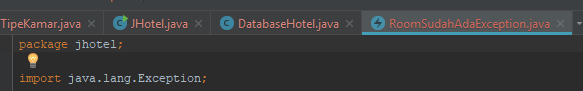 TipeKamar.java JHotel.java DatabaseHotel.java RoomSudahAdaException.java
package jhotel;
import java.lang.Exception;